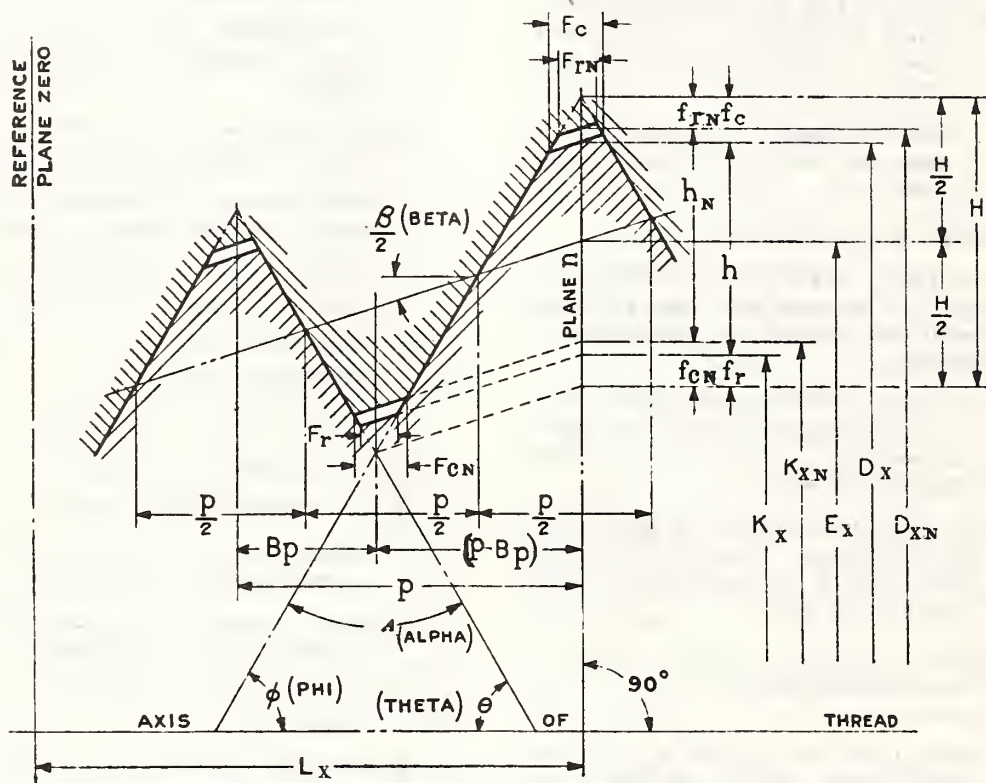 REFERENCE
PLANE ZERO
Fc
FrN
frN fc
H/2
H
hN
β/2 (BETA)
PLANE n
h
H/2
fcN fr
Fr
FCN
KXN
DX
p/2
p/2
p/2
KX
EX
DXN
Bp
(p-Bp)
p
A (ALPHA)
φ (PHI)
(THETA) θ
90°
AXIS OF THREAD
LX